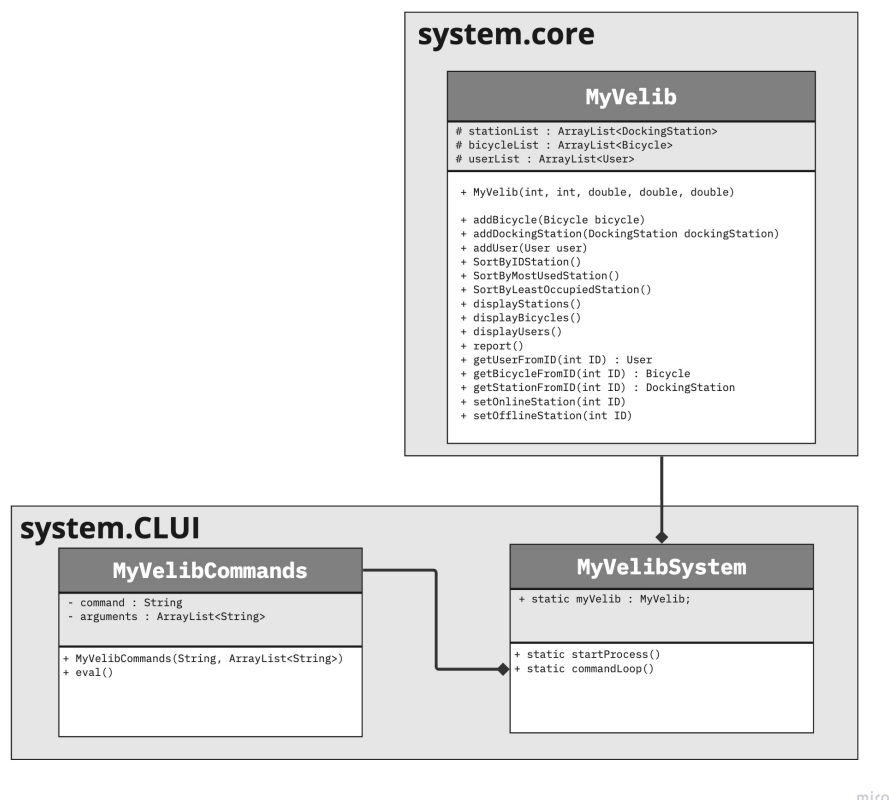 system.core
MyVelib
# stationList : ArrayList<DockingStation>
# bicycleList : ArrayList<Bicycle>
# userList : ArrayList<User>
+ MyVelib(int, int, double, double, double)
+ addBicycle(Bicycle bicycle)
+ addDockingStation(DockingStation dockingStation)
+ addUser(User user)
+ SortByIDStation()
+ SortByMostUsedStation()
+ SortByLeastOccupiedStation()
+ displayStations()
+ displayBicycles()
+ displayUsers()
+ report()
+ getUserFromID(int ID) : User
+ getBicycleFromID(int ID) : Bicycle
+ getStationFromID(int ID) : DockingStation
+ setOnlineStation(int ID)
+ setOfflineStation(int ID)
system.CLUI
MyVelibCommands
- command : String
- arguments : ArrayList<String>
+ MyVelibCommands(String, ArrayList<String>)
+ eval()
MyVelibSystem
+ static myVelib : MyVelib;
+ static startProcess()
+ static commandLoop()
miro